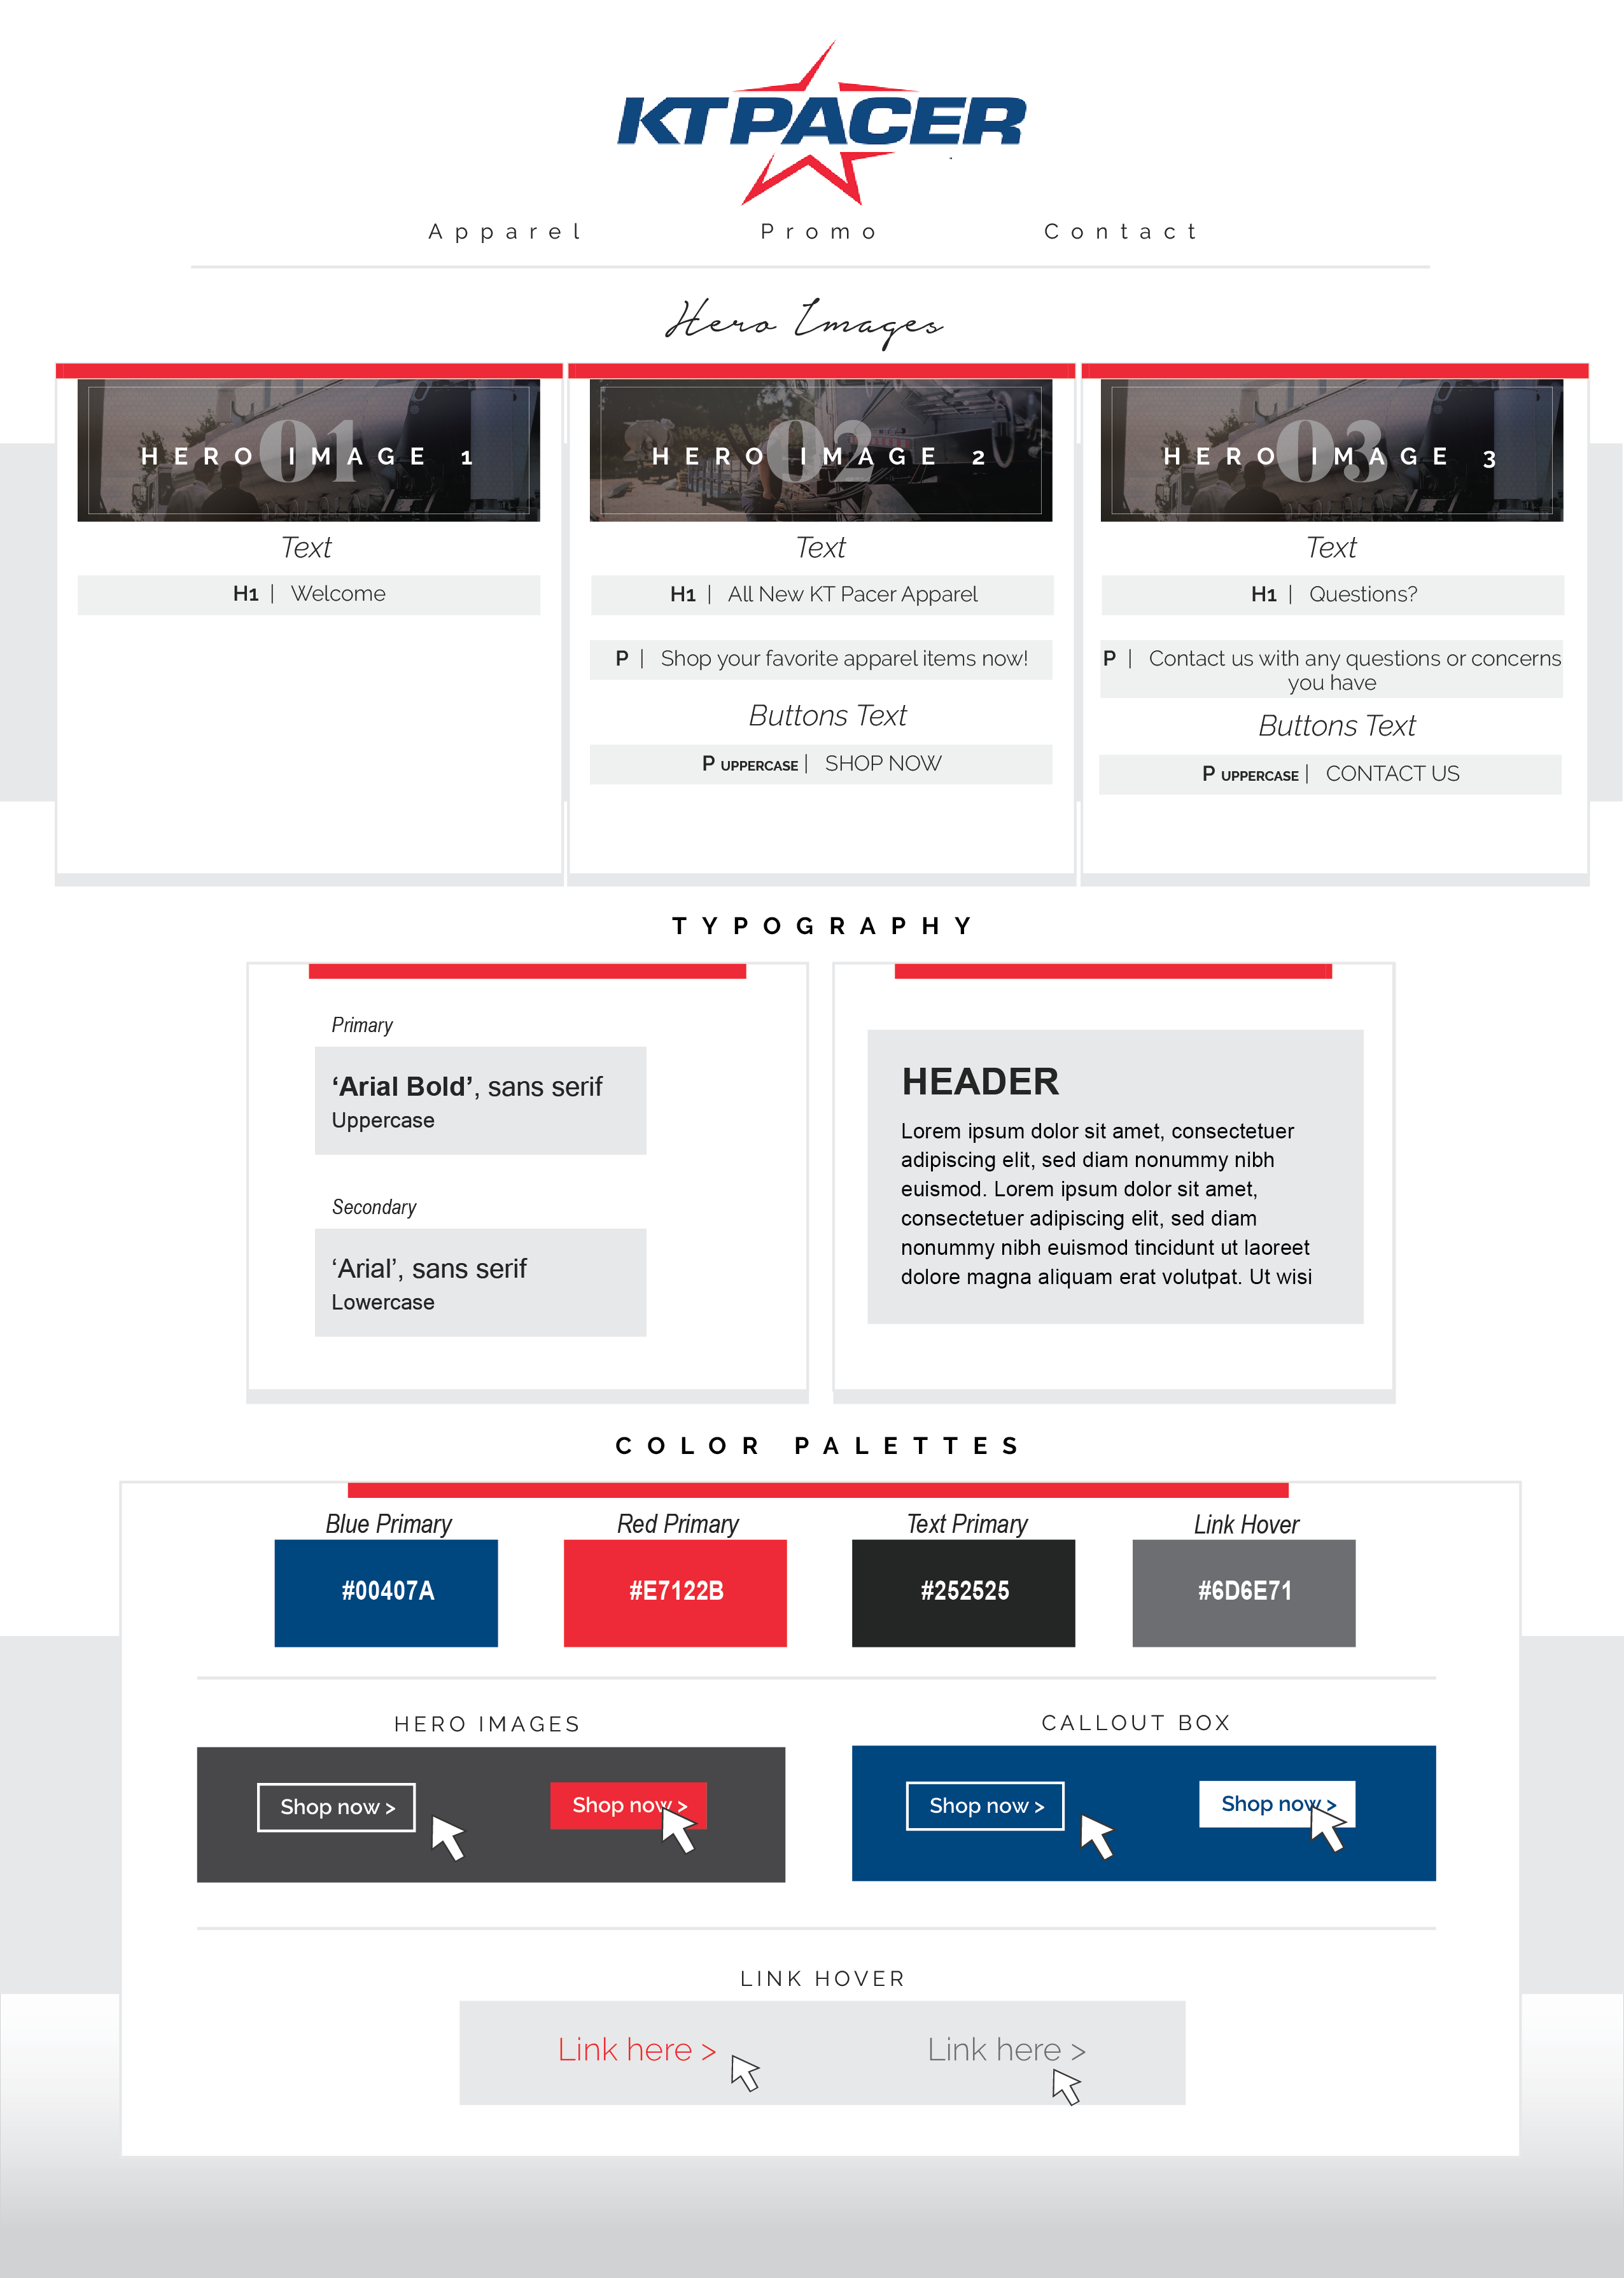 KT PACER
Apparel Promo Contact
Hero Images
01
HERO IMAGE 1
Text
H1 | Welcome
02
HERO IMAGE 2
Text
H1 | All New KT Pacer Apparel
P | Shop your favorite apparel items now!
Buttons Text
P UPPERCASE | SHOP NOW
03
HERO IMAGE 3
Text
H1 | Questions?
P | Contact us with any questions or concerns
you have
Buttons Text
P UPPERCASE | CONTACT US
TYPOGRAPHY
Primary
‘Arial Bold’, sans serif
Uppercase
Secondary
‘Arial’, sans serif
Lowercase
HEADER
Lorem ipsum dolor sit amet, consectetuer
adipiscing elit, sed diam nonummy nibh
euismod. Lorem ipsum dolor sit amet,
consectetuer adipiscing elit, sed diam
nonummy nibh euismod tincidunt ut laoreet
dolore magna aliquam erat volutpat. Ut wisi
COLOR PALETTES
Blue Primary
#00407A
Red Primary
#E7122B
Text Primary
#252525
Link Hover
#6D6E71
HERO IMAGES
Shop now >
Shop now >
CALLOUT BOX
Shop now >
Shop now >
LINK HOVER
Link here >
Link here >